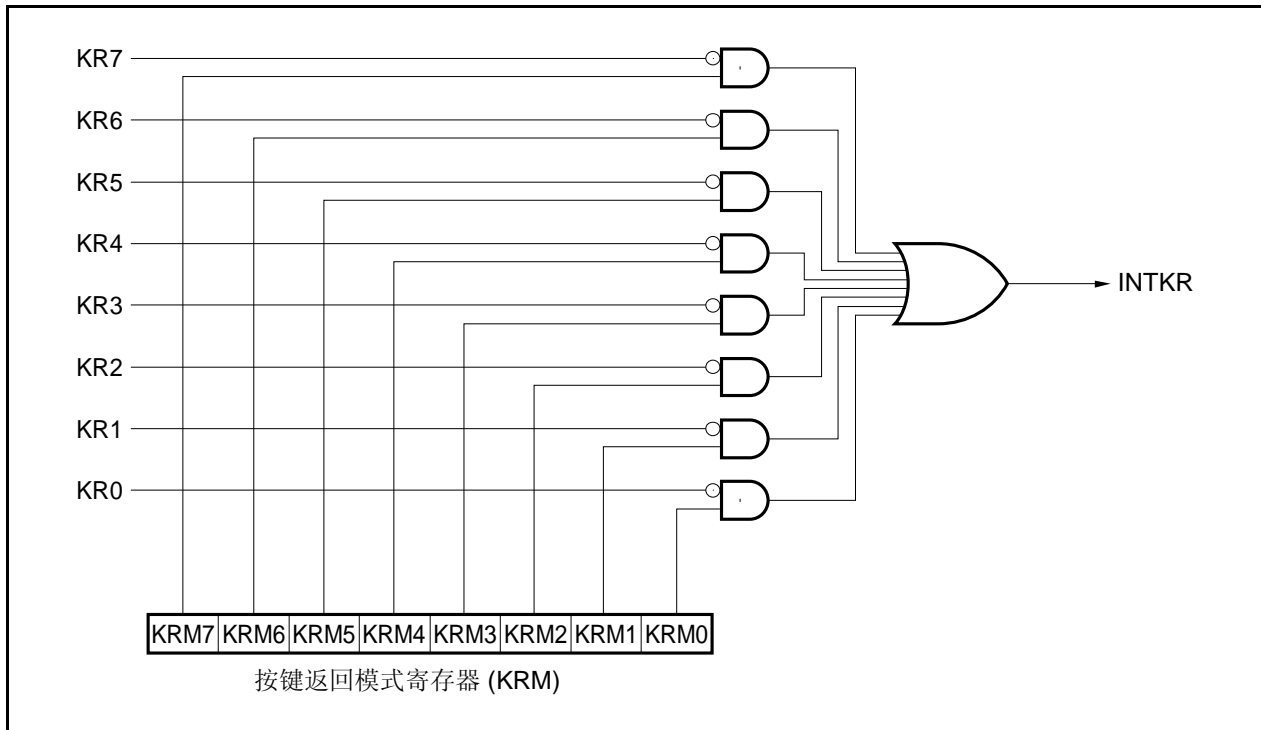 KR7
KR6
KR5
KR4
KR3
INTKR
KR2
KR1
KR0
KRM7 KRM6 KRM5 KRM4 KRM3 KRM2 KRM1 KRM0
按键返回模式寄存器 (KRM)